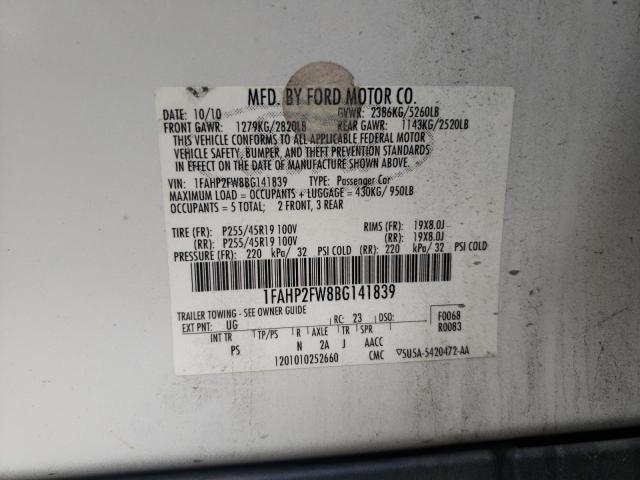 MFD. BY FORD MOTOR CO.
DATE: 10/10 GVWR: 2386KG/5260LB
FRONT GAWR: 1279KG/2820LB REAR GAWR: 1143KG/2520LB
THIS VEHICLE CONFORMS TO ALL APPLICABLE FEDERAL MOTOR
VEHICLE SAFETY, BUMPER, AND THEFT PREVENTION STANDARDS
IN EFFECT ON THE DATE OF MANUFACTURE SHOWN ABOVE.
VIN: 1FAHP2FW8BG141839 TYPE: Passenger Car
MAXIMUM LOAD = OCCUPANTS + LUGGAGE = 430KG/ 950LB
OCCUPANTS = 5 TOTAL; 2 FRONT, 3 REAR
TIRE (FR): P255/45R19 100V RIMS (FR): 19X8.0J
(RR): P255/45R19 100V (RR): 19X8.0J
PRESSURE (FR): 220 kPa/ 32 PSI COLD (RR): 220 kPa/ 32 PSI COLD
1FAHP2FW8BG141839
TRAILER TOWING - SEE OWNER GUIDE F0068
EXT PNT: UG RC: 23 DSO: R0083
INT TR TP/PS R AXLE TR SPR
PS N 2A J AACC
1201010252660 CMC ▽5U5A-5420472-AA